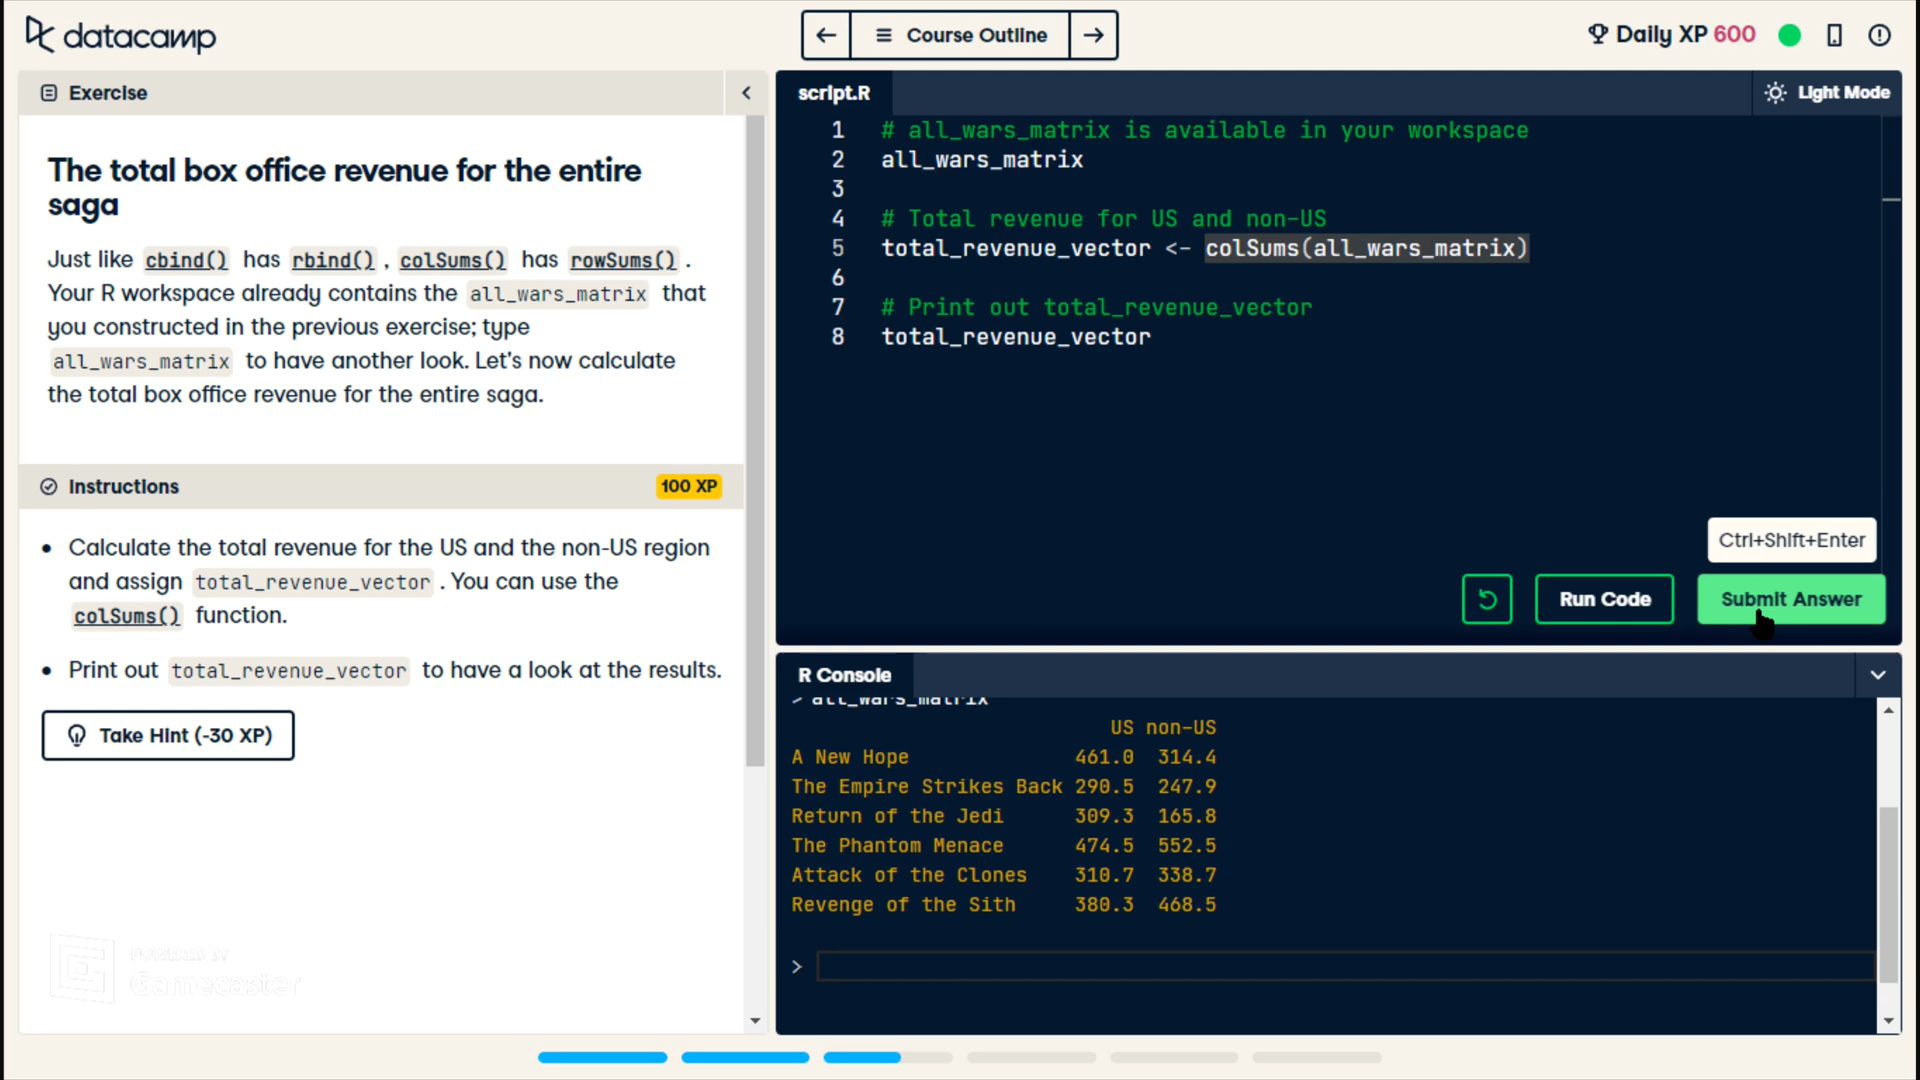 datacamp
Course Outline
Daily XP 600
Exercise
The total box office revenue for the entire
saga
Just like cbind() has rbind() , colSums() has rowSums() .
Your R workspace already contains the all_wars_matrix that
you constructed in the previous exercise; type
all_wars_matrix to have another look. Let's now calculate
the total box office revenue for the entire saga.
Instructions
100 XP
• Calculate the total revenue for the US and the non-US region
and assign total_revenue_vector . You can use the
colSums() function.
• Print out total_revenue_vector to have a look at the results.
Take Hint (-30 XP)
POWERED BY
Gamecaster
script.R
Light Mode
1 # all_wars_matrix is available in your workspace
2 all_wars_matrix
3
4 # Total revenue for US and non-US
5 total_revenue_vector <- colSums(all_wars_matrix)
6
7 # Print out total_revenue_vector
8 total_revenue_vector
Ctrl+Shift+Enter
Run Code
Submit Answer
R Console
> all_wars_matrix
US non-US
A New Hope 461.0 314.4
The Empire Strikes Back 290.5 247.9
Return of the Jedi 309.3 165.8
The Phantom Menace 474.5 552.5
Attack of the Clones 310.7 338.7
Revenge of the Sith 380.3 468.5
>